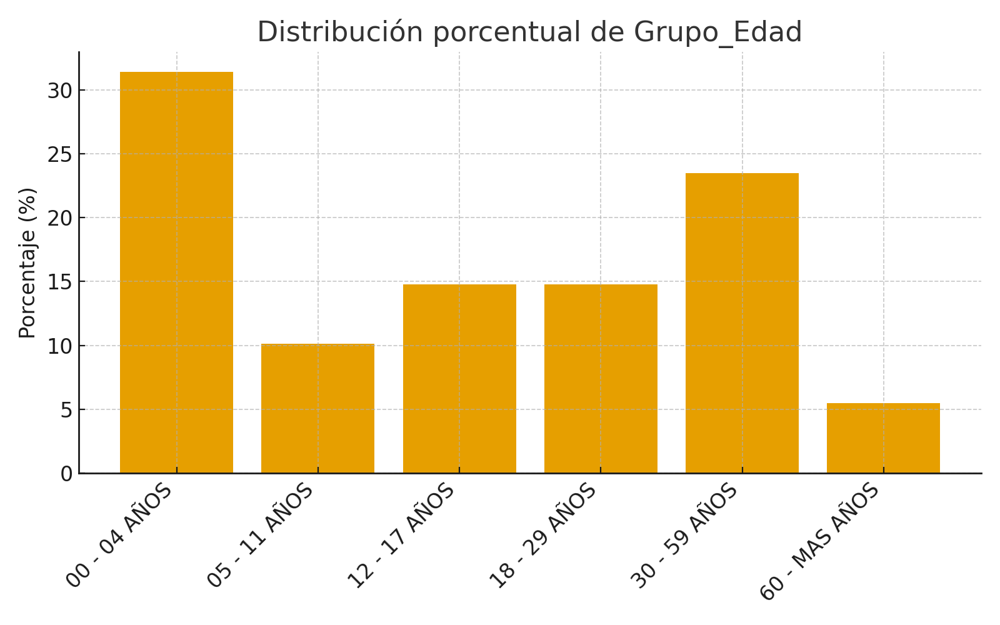 Distribución porcentual de Grupo_Edad
Porcentaje (%)
30
25
20
15
10
5
0
00 - 04 AÑOS
05 - 11 AÑOS
12 - 17 AÑOS
18 - 29 AÑOS
30 - 59 AÑOS
60 - MAS AÑOS